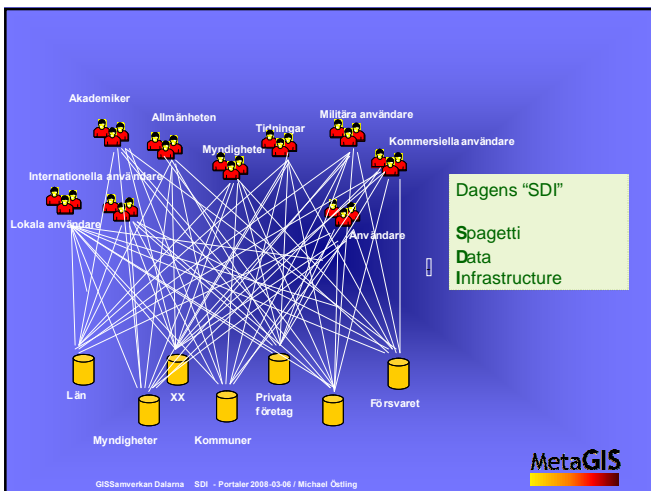 Akademiker
Allmänheten
Tidningar
Militära användare
Myndigheter
Kommersiella användare
Internationella användare
Lokala användare
Användare
Dagens “SDI”
Spagetti
Data
Infrastructure
Län
XX
Privata
företag
Försvaret
Myndigheter
Kommuner
MetaGIS
GISSamverkan Dalarna SDI - Portaler 2008-03-06 / Michael Östling